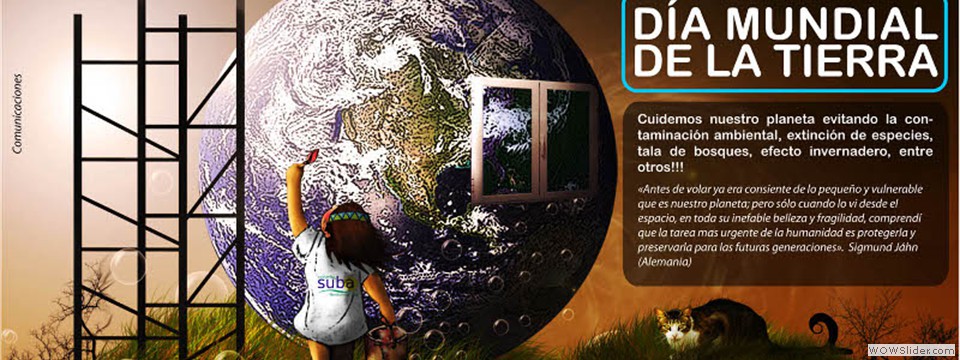 Comunicaciones
DÍA MUNDIAL
DE LA TIERRA
Cuidemos nuestro planeta evitando la con-
taminación ambiental, extinción de especies,
tala de bosques, efecto invernadero, entre
otros!!!
«Antes de volar ya era consiente de lo pequeño y vulnerable
que es nuestro planeta; pero sólo cuando lo vi desde el
espacio, en toda su inefable belleza y fragilidad, comprendí
que la tarea mas urgente de la humanidad es protegerla y
preservarla para las futuras generaciones». Sigmund Jähn
(Alemania)
suba
WOWSlider.com